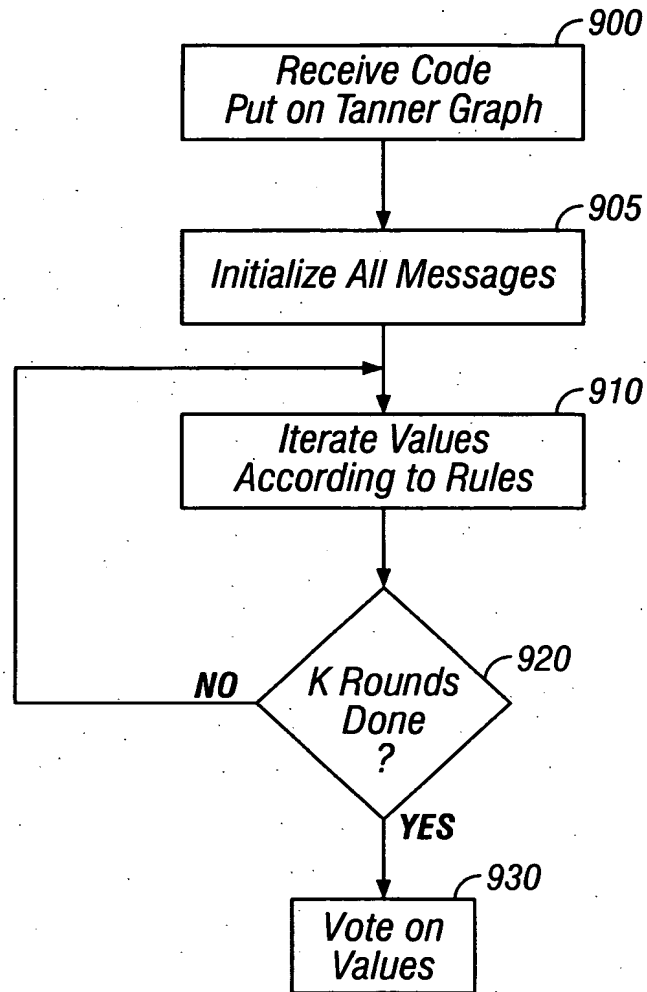 900
Receive Code
Put on Tanner Graph
905
Initialize All Messages
910
Iterate Values
According to Rules
920
K Rounds
Done
?
NO
YES
930
Vote on
Values